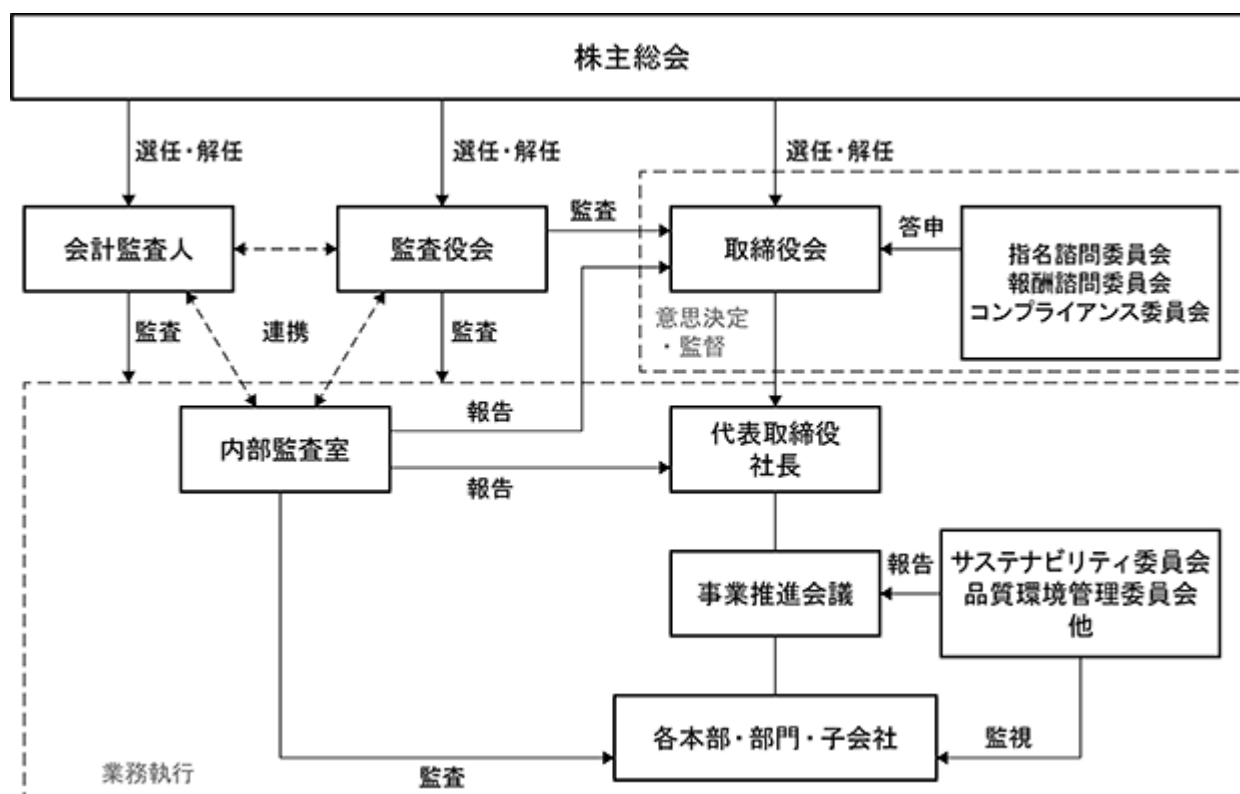 株主総会
選任・解任
選任・解任
選任・解任
会計監査人
監査役会
監査
取締役会
答申
指名諮問委員会
報酬諮問委員会
コンプライアンス委員会
監査
連携
監査
意思決定
・監督
内部監査室
報告
報告
代表取締役
社長
事業推進会議
報告
サステナビリティ委員会
品質環境管理委員会
他
各本部・部門・子会社
監視
業務執行
監査